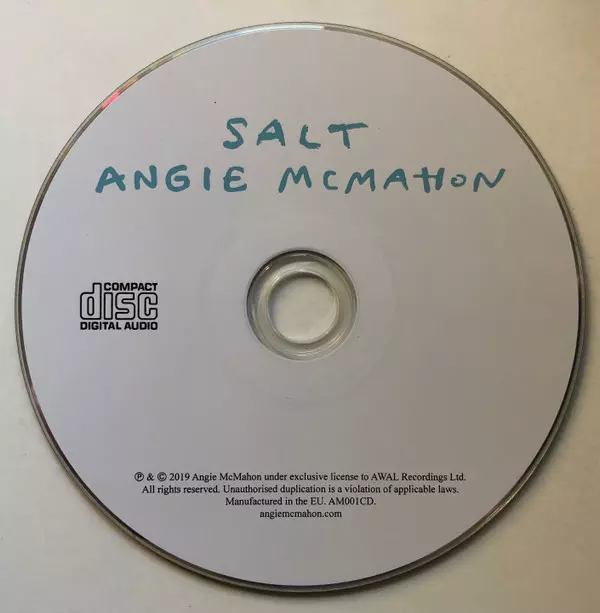 SALT
ANGIE MCMAHON
COMPACT
disc
DIGITAL AUDIO
℗ & © 2019 Angie McMahon under exclusive license to AWAL Recordings Ltd.
All rights reserved. Unauthorised duplication is a violation of applicable laws.
Manufactured in the EU. AM001CD.
angiemcmahon.com